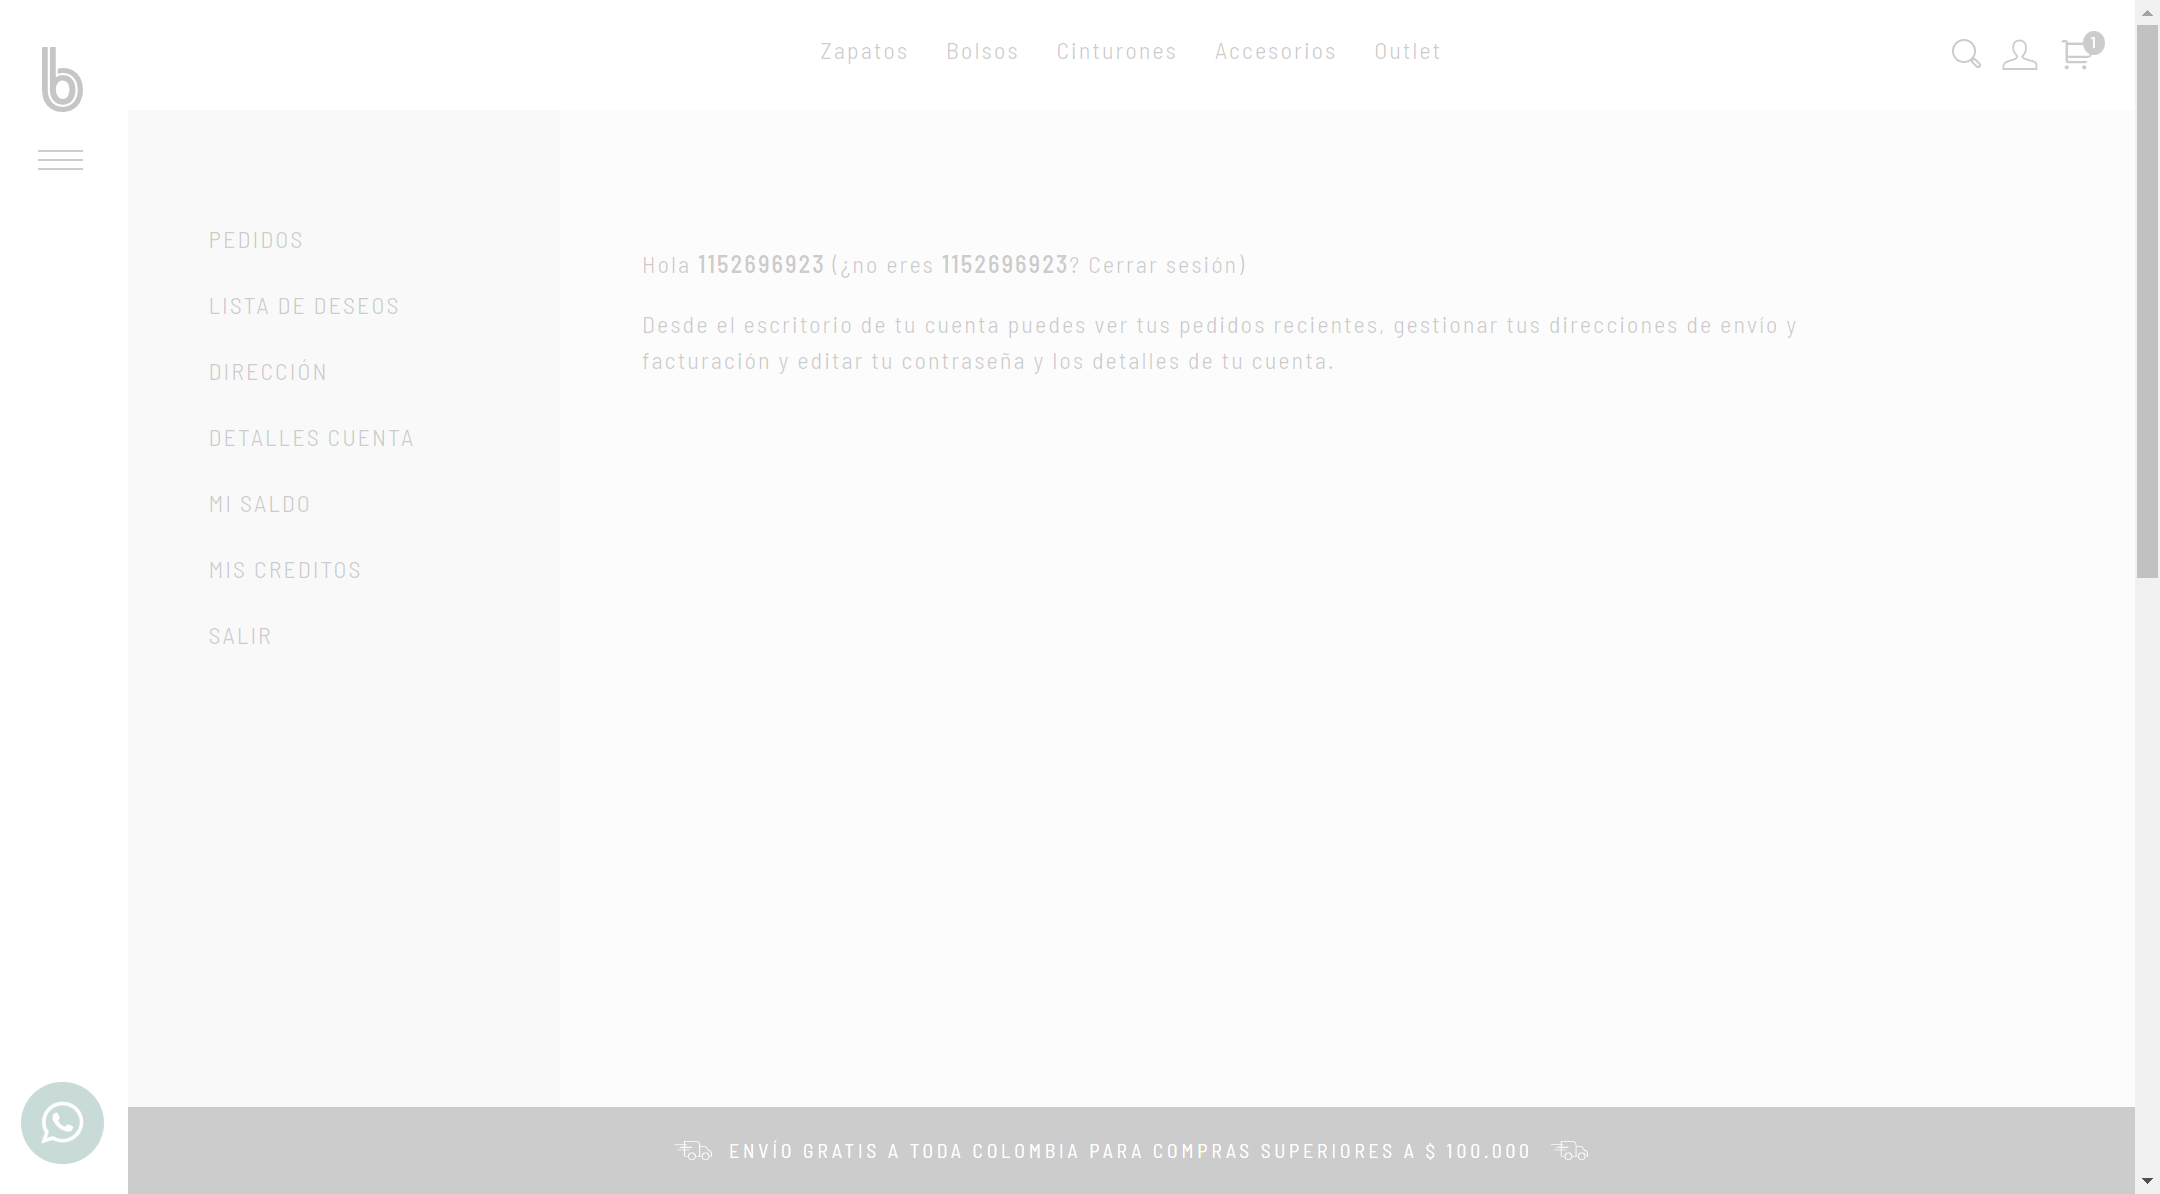 b
Zapatos Bolsos Cinturones Accesorios Outlet
1
PEDIDOS
LISTA DE DESEOS
DIRECCIÓN
DETALLES CUENTA
MI SALDO
MIS CREDITOS
SALIR
Hola 1152696923 (¿no eres 1152696923? Cerrar sesión)
Desde el escritorio de tu cuenta puedes ver tus pedidos recientes, gestionar tus direcciones de envío y
facturación y editar tu contraseña y los detalles de tu cuenta.
ENVÍO GRATIS A TODA COLOMBIA PARA COMPRAS SUPERIORES A $ 100.000